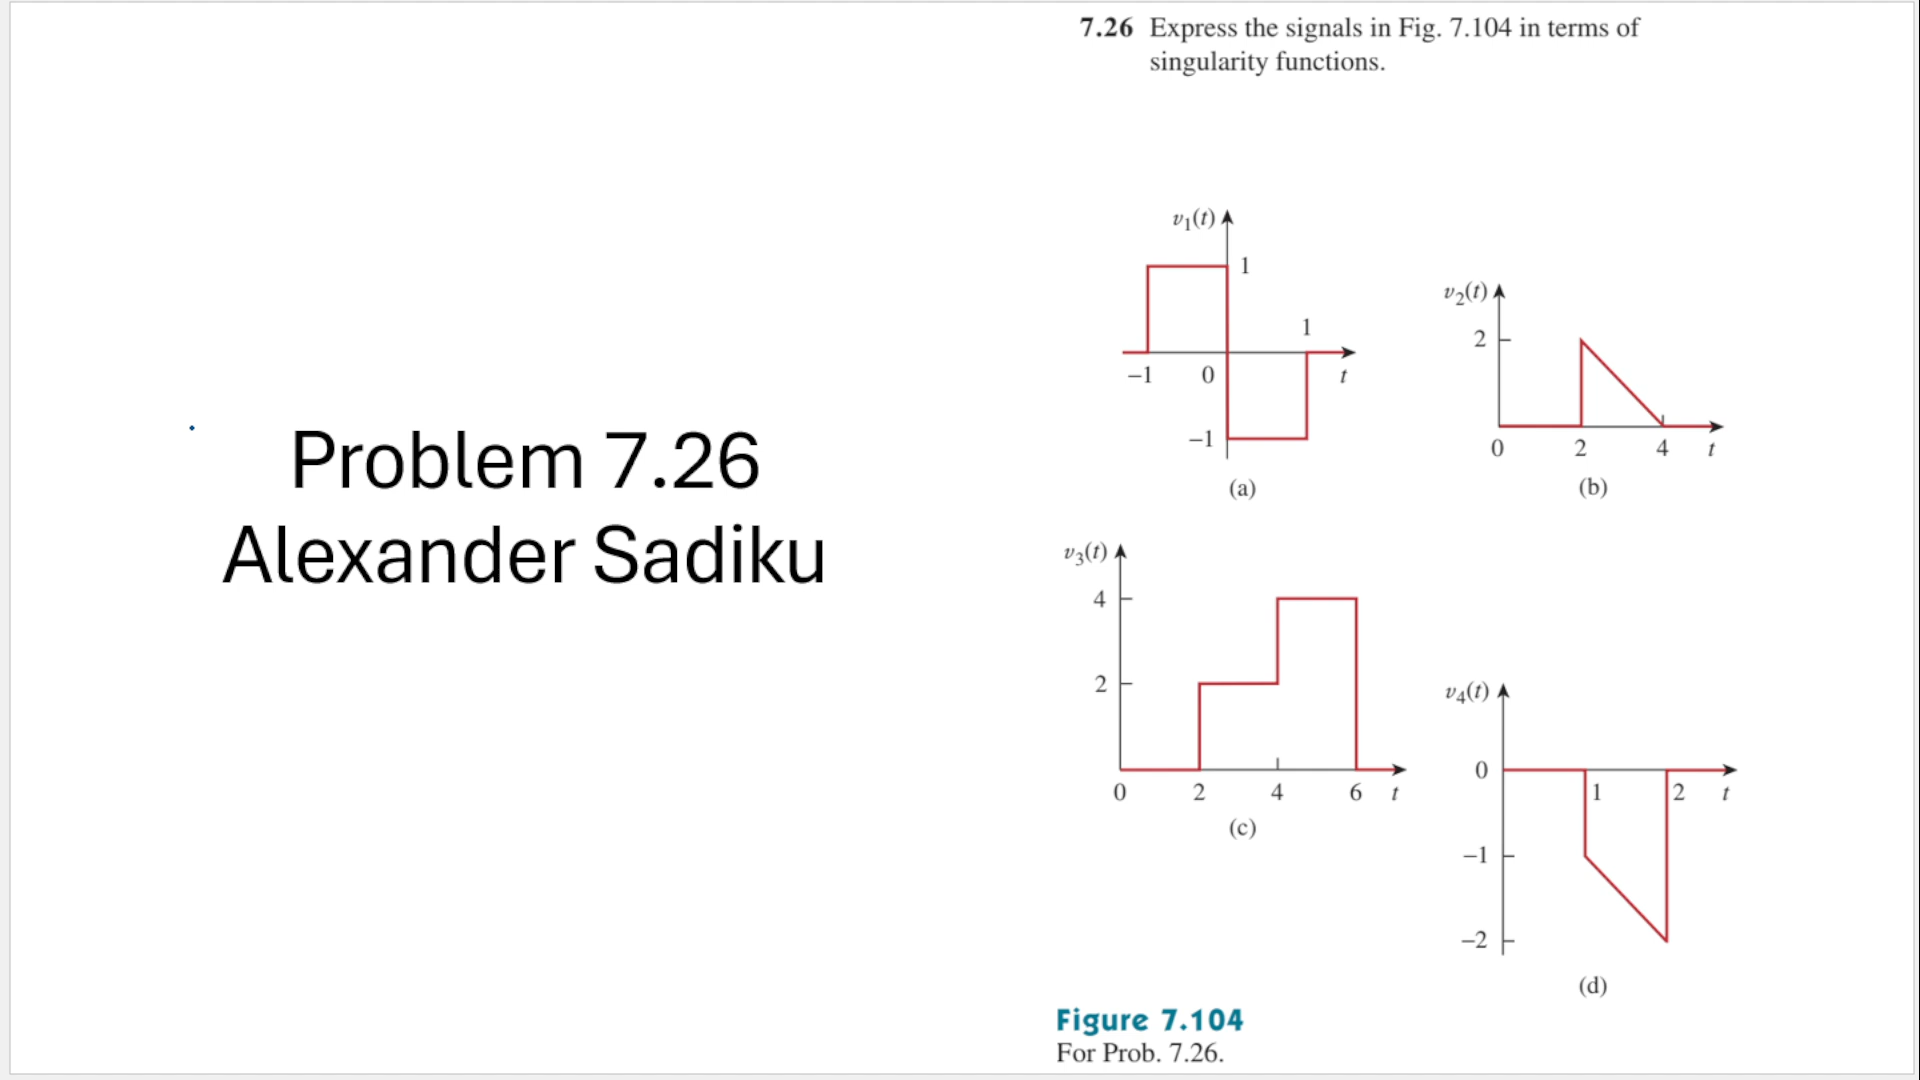 Problem 7.26
Alexander Sadiku
7.26 Express the signals in Fig. 7.104 in terms of
singularity functions.
v₁(t)
1
1
−1
0
t
−1
(a)
v₂(t)
2
0
2
4
t
(b)
v₃(t)
4
2
0
2
4
6
t
(c)
v₄(t)
0
1
2
t
−1
−2
(d)
Figure 7.104
For Prob. 7.26.